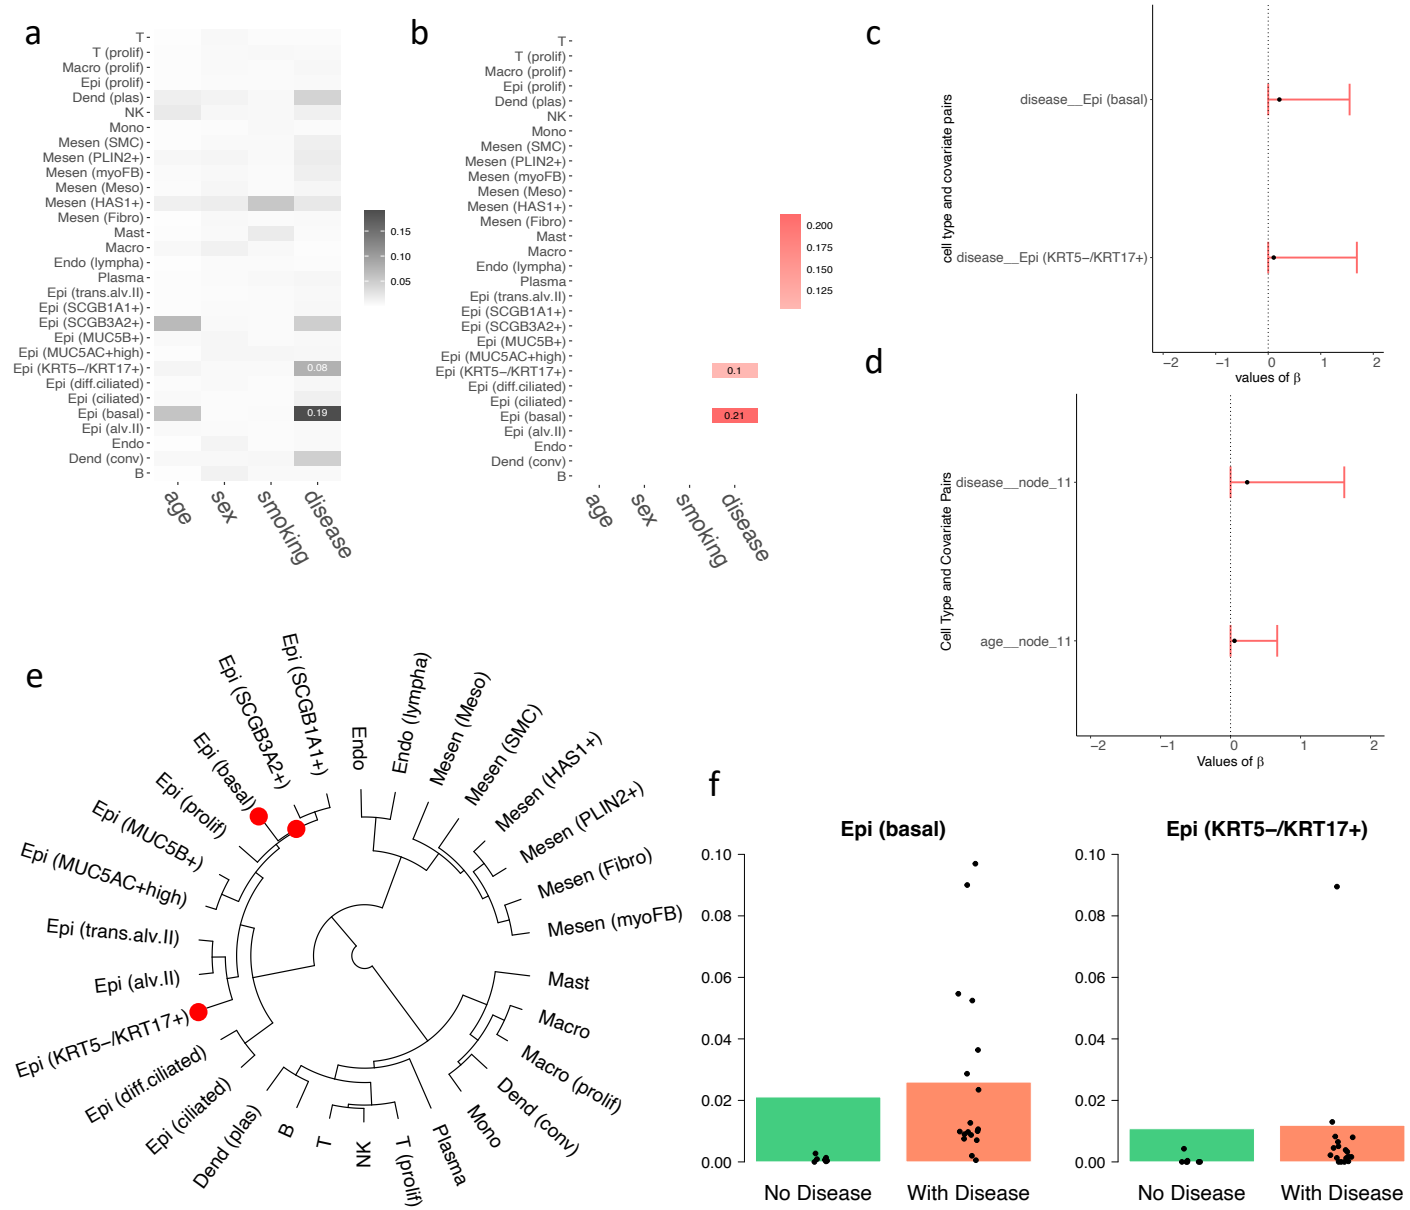 a
T
T (prolif)
Macro (prolif)
Epi (prolif)
Dend (plas)
NK
Mono
Mesen (SMC)
Mesen (PLIN2+)
Mesen (myoFB)
Mesen (Meso)
Mesen (HAS1+)
Mesen (Fibro)
Mast
Macro
Endo (lympha)
Plasma
Epi (trans.alv.II)
Epi (SCGB1A1+)
Epi (SCGB3A2+)
Epi (MUC5B+)
Epi (MUC5AC+high)
Epi (KRT5−/KRT17+)
Epi (diff.ciliated)
Epi (ciliated)
Epi (basal)
Epi (alv.II)
Endo
Dend (conv)
B
0.08
0.19
age
sex
smoking
disease
0.15
0.10
0.05
b
T
T (prolif)
Macro (prolif)
Epi (prolif)
Dend (plas)
NK
Mono
Mesen (SMC)
Mesen (PLIN2+)
Mesen (myoFB)
Mesen (Meso)
Mesen (HAS1+)
Mesen (Fibro)
Mast
Macro
Endo (lympha)
Plasma
Epi (trans.alv.II)
Epi (SCGB1A1+)
Epi (SCGB3A2+)
Epi (MUC5B+)
Epi (MUC5AC+high)
Epi (KRT5−/KRT17+)
Epi (diff.ciliated)
Epi (ciliated)
Epi (basal)
Epi (alv.II)
Endo
Dend (conv)
B
0.1
0.21
age
sex
smoking
disease
0.200
0.175
0.150
0.125
c
cell type and covariate pairs
disease__Epi (basal)
disease__Epi (KRT5−/KRT17+)
−2 −1 0 1 2
values of β
d
Cell Type and Covariate Pairs
disease__node_11
age__node_11
−2 −1 0 1 2
Values of β
e
Endo
Endo (lympha)
Mesen (Meso)
Mesen (SMC)
Mesen (HAS1+)
Mesen (PLIN2+)
Mesen (Fibro)
Mesen (myoFB)
Mast
Macro
Macro (prolif)
Dend (conv)
Mono
Plasma
T (prolif)
NK
T
B
Dend (plas)
Epi (ciliated)
Epi (diff.ciliated)
Epi (KRT5−/KRT17+)
Epi (alv.II)
Epi (trans.alv.II)
Epi (MUC5AC+high)
Epi (MUC5B+)
Epi (prolif)
Epi (basal)
Epi (SCGB3A2+)
Epi (SCGB1A1+)
f
Epi (basal)
0.10
0.08
0.06
0.04
0.02
0.00
No Disease With Disease
Epi (KRT5−/KRT17+)
0.10
0.08
0.06
0.04
0.02
0.00
No Disease With Disease